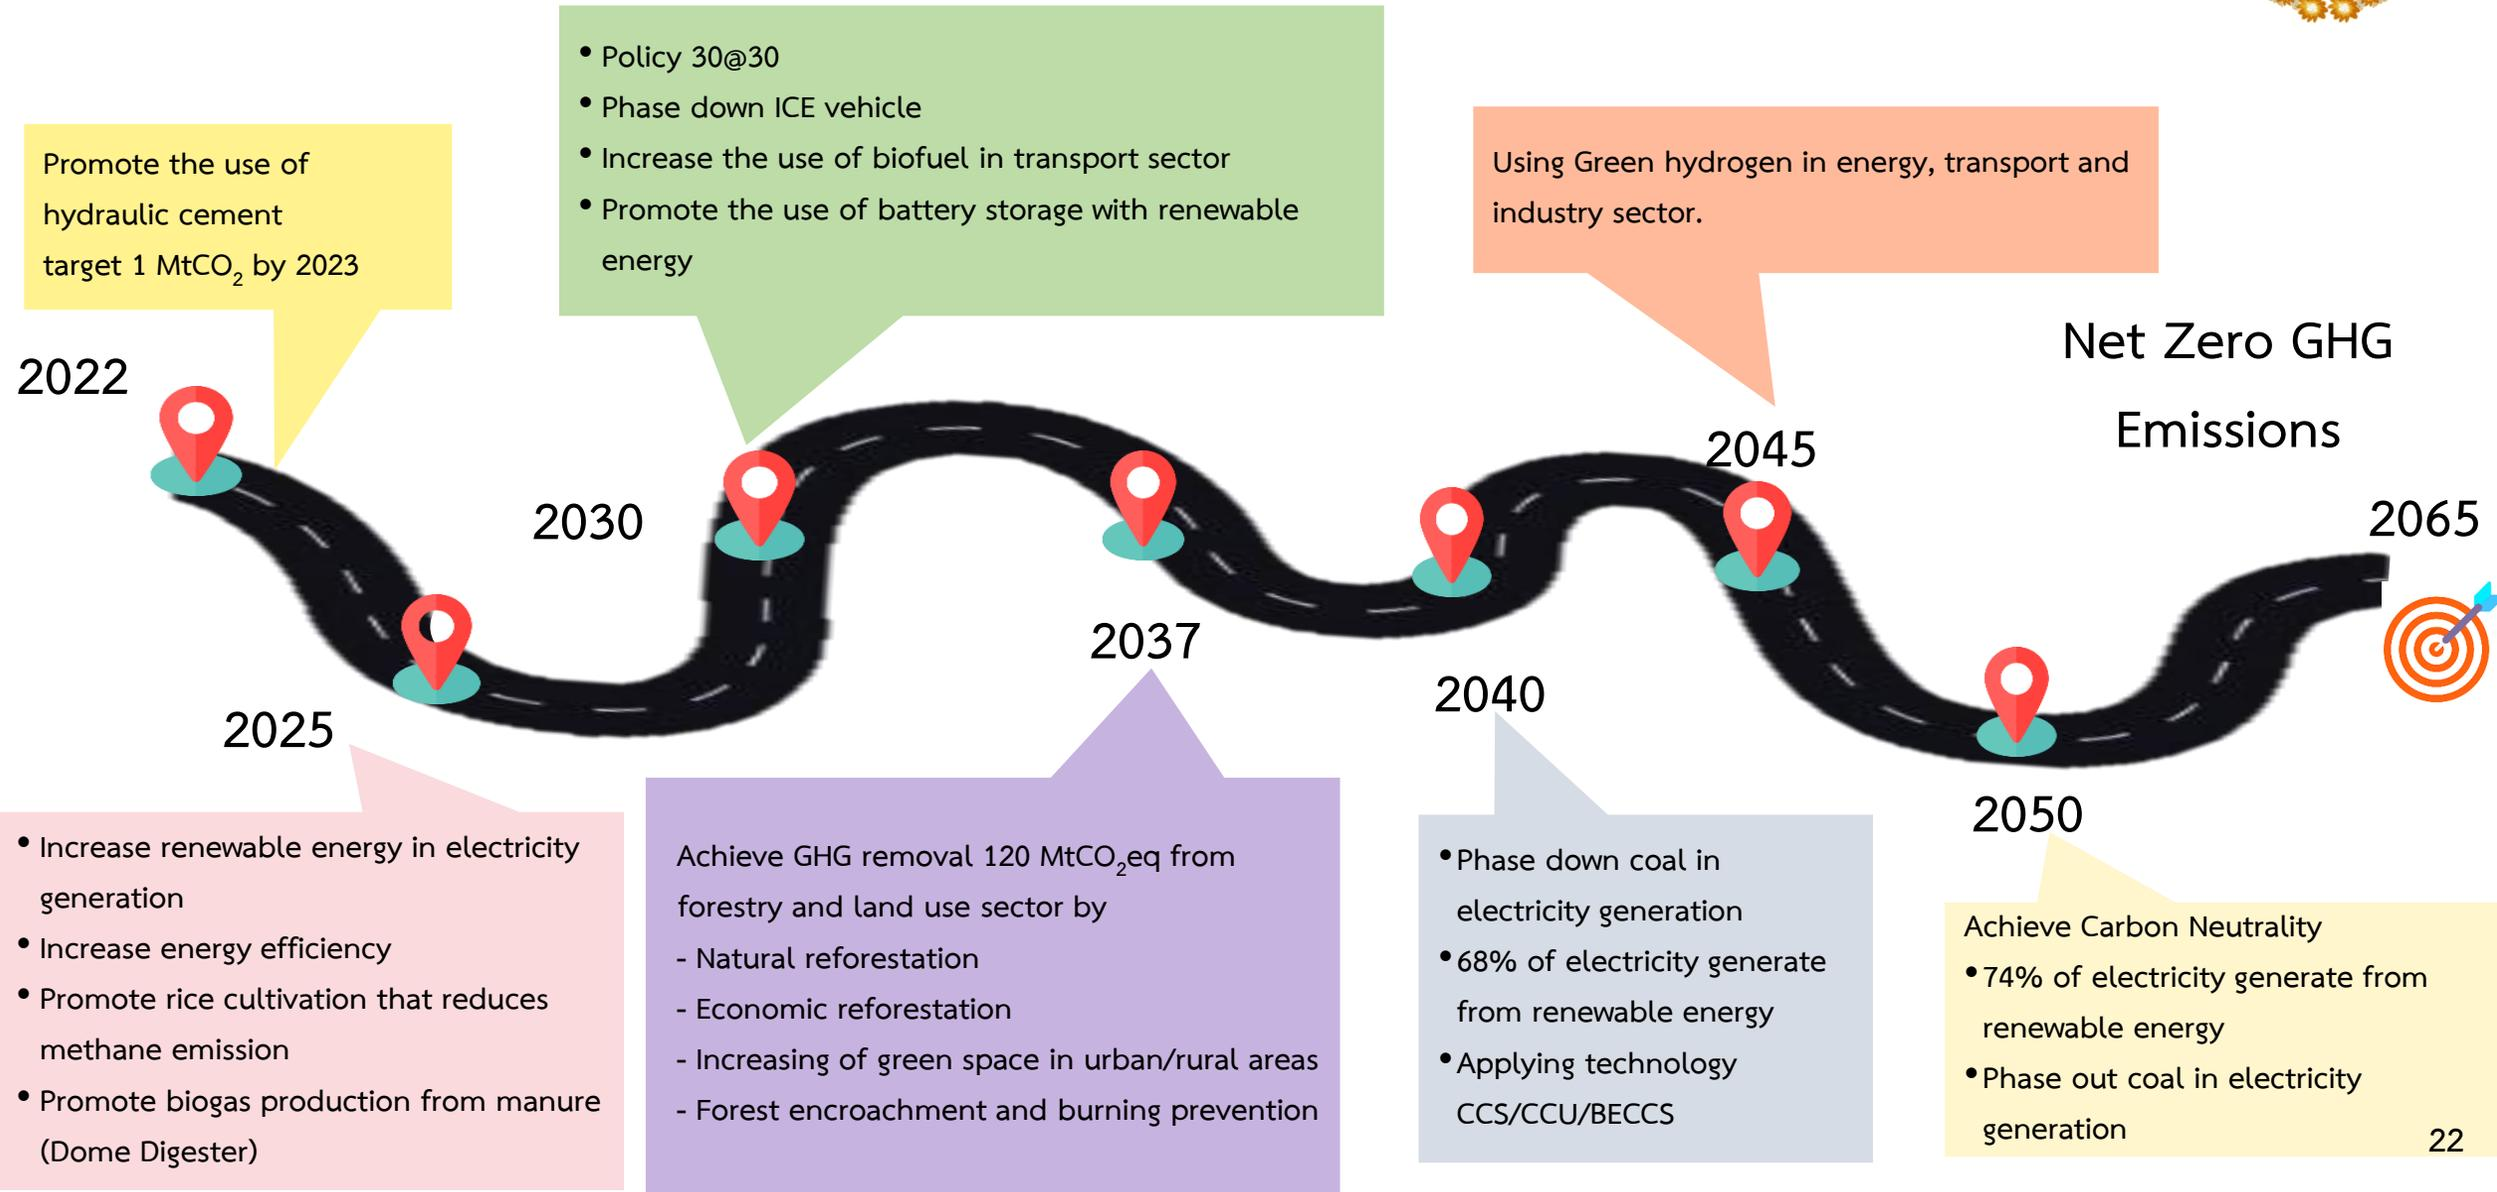 Promote the use of
hydraulic cement
target 1 MtCO₂ by 2023
• Policy 30@30
• Phase down ICE vehicle
• Increase the use of biofuel in transport sector
• Promote the use of battery storage with renewable
energy
Using Green hydrogen in energy, transport and
industry sector.
Net Zero GHG
Emissions
2022
2025
2030
2037
2040
2045
2050
2065
• Increase renewable energy in electricity
generation
• Increase energy efficiency
• Promote rice cultivation that reduces
methane emission
• Promote biogas production from manure
(Dome Digester)
Achieve GHG removal 120 MtCO₂eq from
forestry and land use sector by
- Natural reforestation
- Economic reforestation
- Increasing of green space in urban/rural areas
- Forest encroachment and burning prevention
• Phase down coal in
electricity generation
• 68% of electricity generate
from renewable energy
• Applying technology
CCS/CCU/BECCS
Achieve Carbon Neutrality
• 74% of electricity generate from
renewable energy
• Phase out coal in electricity
generation
22